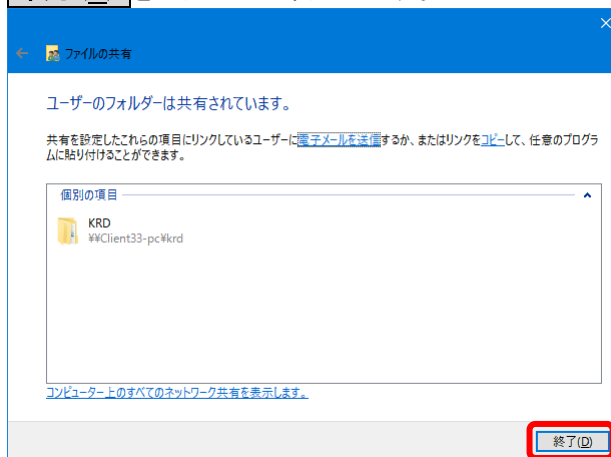 ファイルの共有
ユーザーのフォルダーは共有されています。
共有を設定したこれらの項目にリンクしているユーザーに電子メールを送信するか、またはリンクをコピーして、任意のプログラ
ムに貼り付けることができます。
個別の項目
KRD
¥¥Client33-pc¥krd
コンピューター上のすべてのネットワーク共有を表示します。
終了(D)